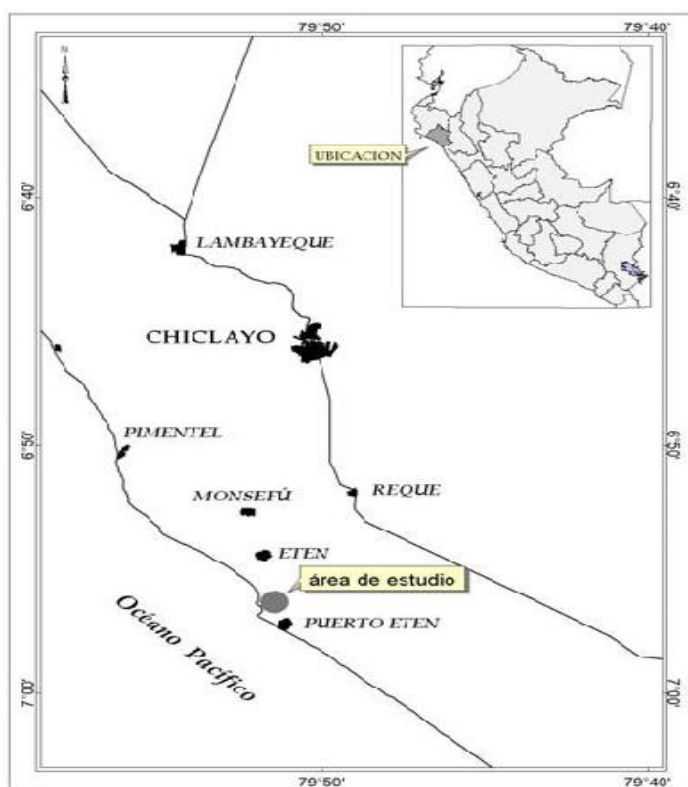 79°50'
79°40'
N
UBICACION
6°40'
6°40'
LAMBAYEQUE
CHICLAYO
PIMENTEL
6°50'
6°50'
MONSEFÚ
REQUE
ETEN
área de estudio
Océano Pacífico
PUERTO ETEN
7°00'
7°00'
79°50'
79°40'